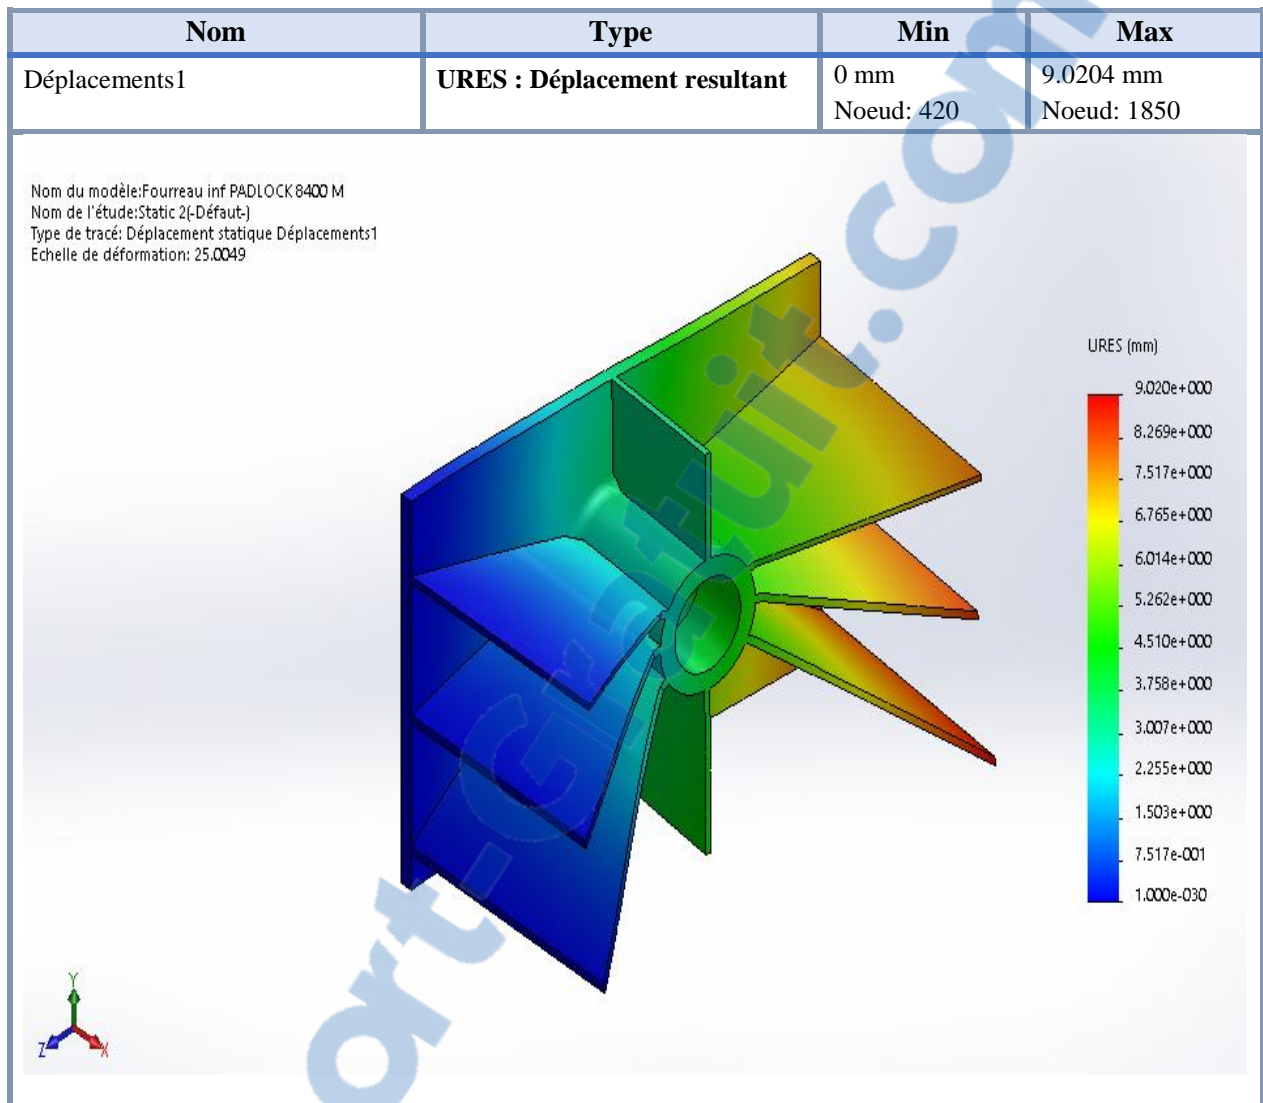 Nom Type Min Max
Déplacements1 URES : Déplacement resultant 0 mm 9.0204 mm
Noeud: 420 Noeud: 1850
Nom du modèle:Fourreau inf PADLOCK 8400 M
Nom de l'étude:Static 2(-Défaut-)
Type de tracé: Déplacement statique Déplacements1
Echelle de déformation: 25.0049
URES (mm)
9.020e+000
8.269e+000
7.517e+000
6.765e+000
6.014e+000
5.262e+000
4.510e+000
3.758e+000
3.007e+000
2.255e+000
1.503e+000
7.517e-001
1.000e-030
Y
Z X
ort-Gratuit.com